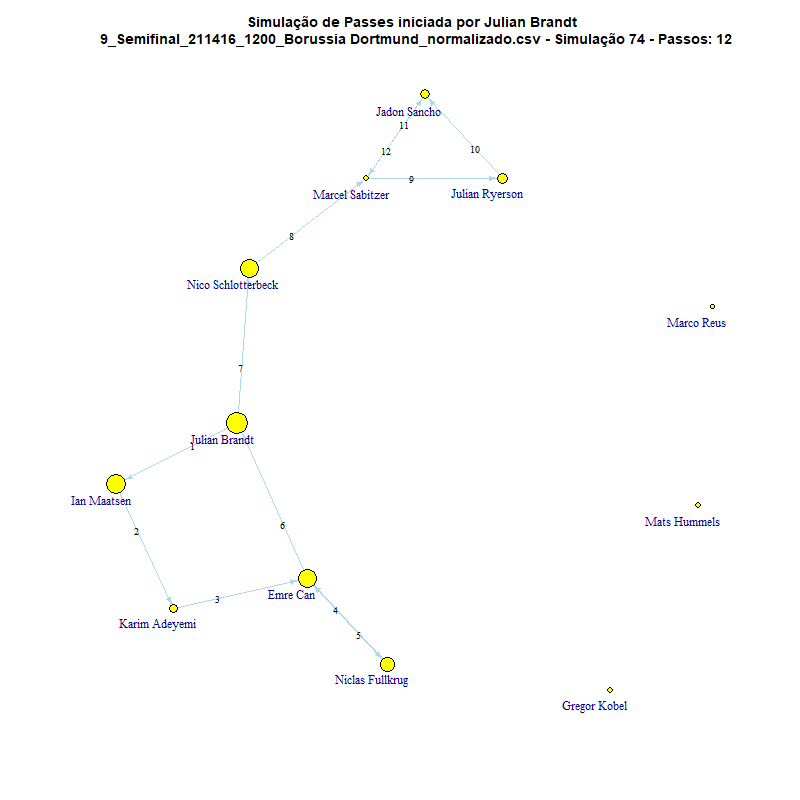 Simulação de Passes iniciada por Julian Brandt
9_Semifinal_211416_1200_Borussia Dortmund_normalizado.csv - Simulação 74 - Passos: 12
Jadon Sancho
11
10
12
9
Marcel Sabitzer
Julian Ryerson
8
Nico Schlotterbeck
Marco Reus
7
Julian Brandt
1
Ian Maatsen
Mats Hummels
6
2
Emre Can
3
4
Karim Adeyemi
5
Niclas Fullkrug
Gregor Kobel